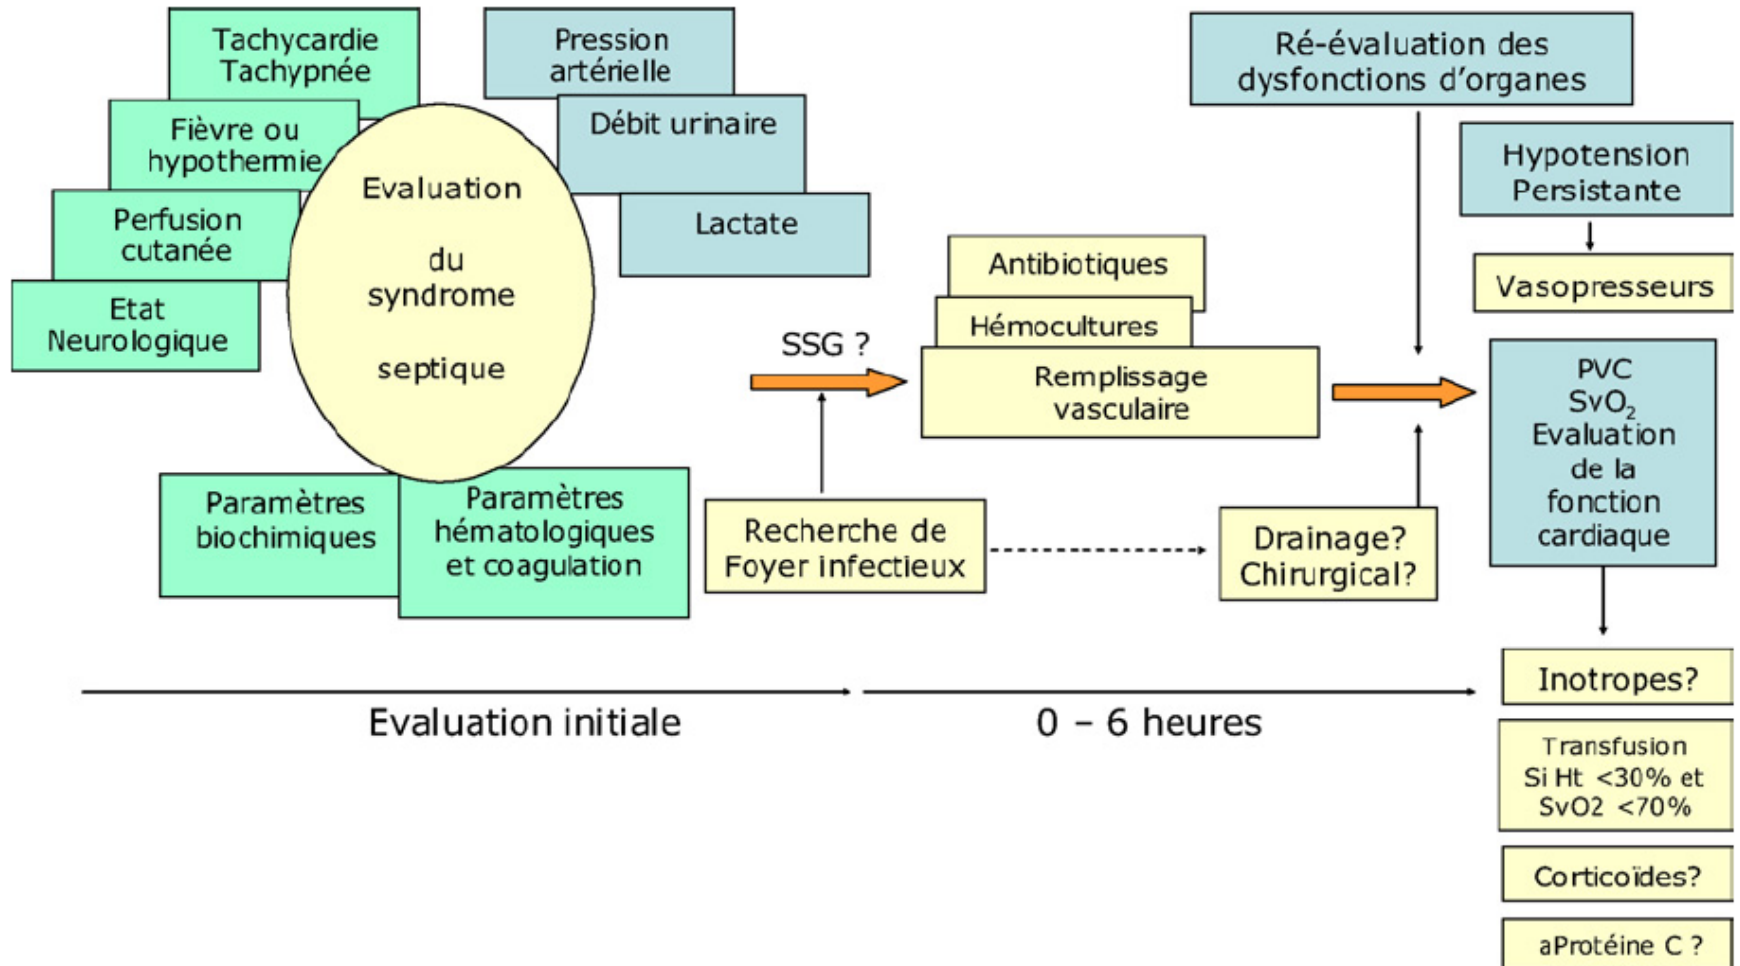 Tachycardie
Tachypnée
Fièvre ou
hypothermie
Perfusion
cutanée
Etat
Neurologique
Evaluation
du
syndrome
septique
Pression
artérielle
Débit urinaire
Lactate
Paramètres
biochimiques
Paramètres
hématologiques
et coagulation
SSG ?
Recherche de
Foyer infectieux
Antibiotiques
Hémocultures
Remplissage
vasculaire
Drainage?
Chirurgical?
Ré-évaluation des
dysfonctions d'organes
Hypotension
Persistante
Vasopresseurs
PVC
SvO₂
Evaluation
de la
fonction
cardiaque
Inotropes?
Transfusion
Si Ht <30% et
SvO2 <70%
Corticoïdes?
aProtéine C ?
Evaluation initiale
0 – 6 heures